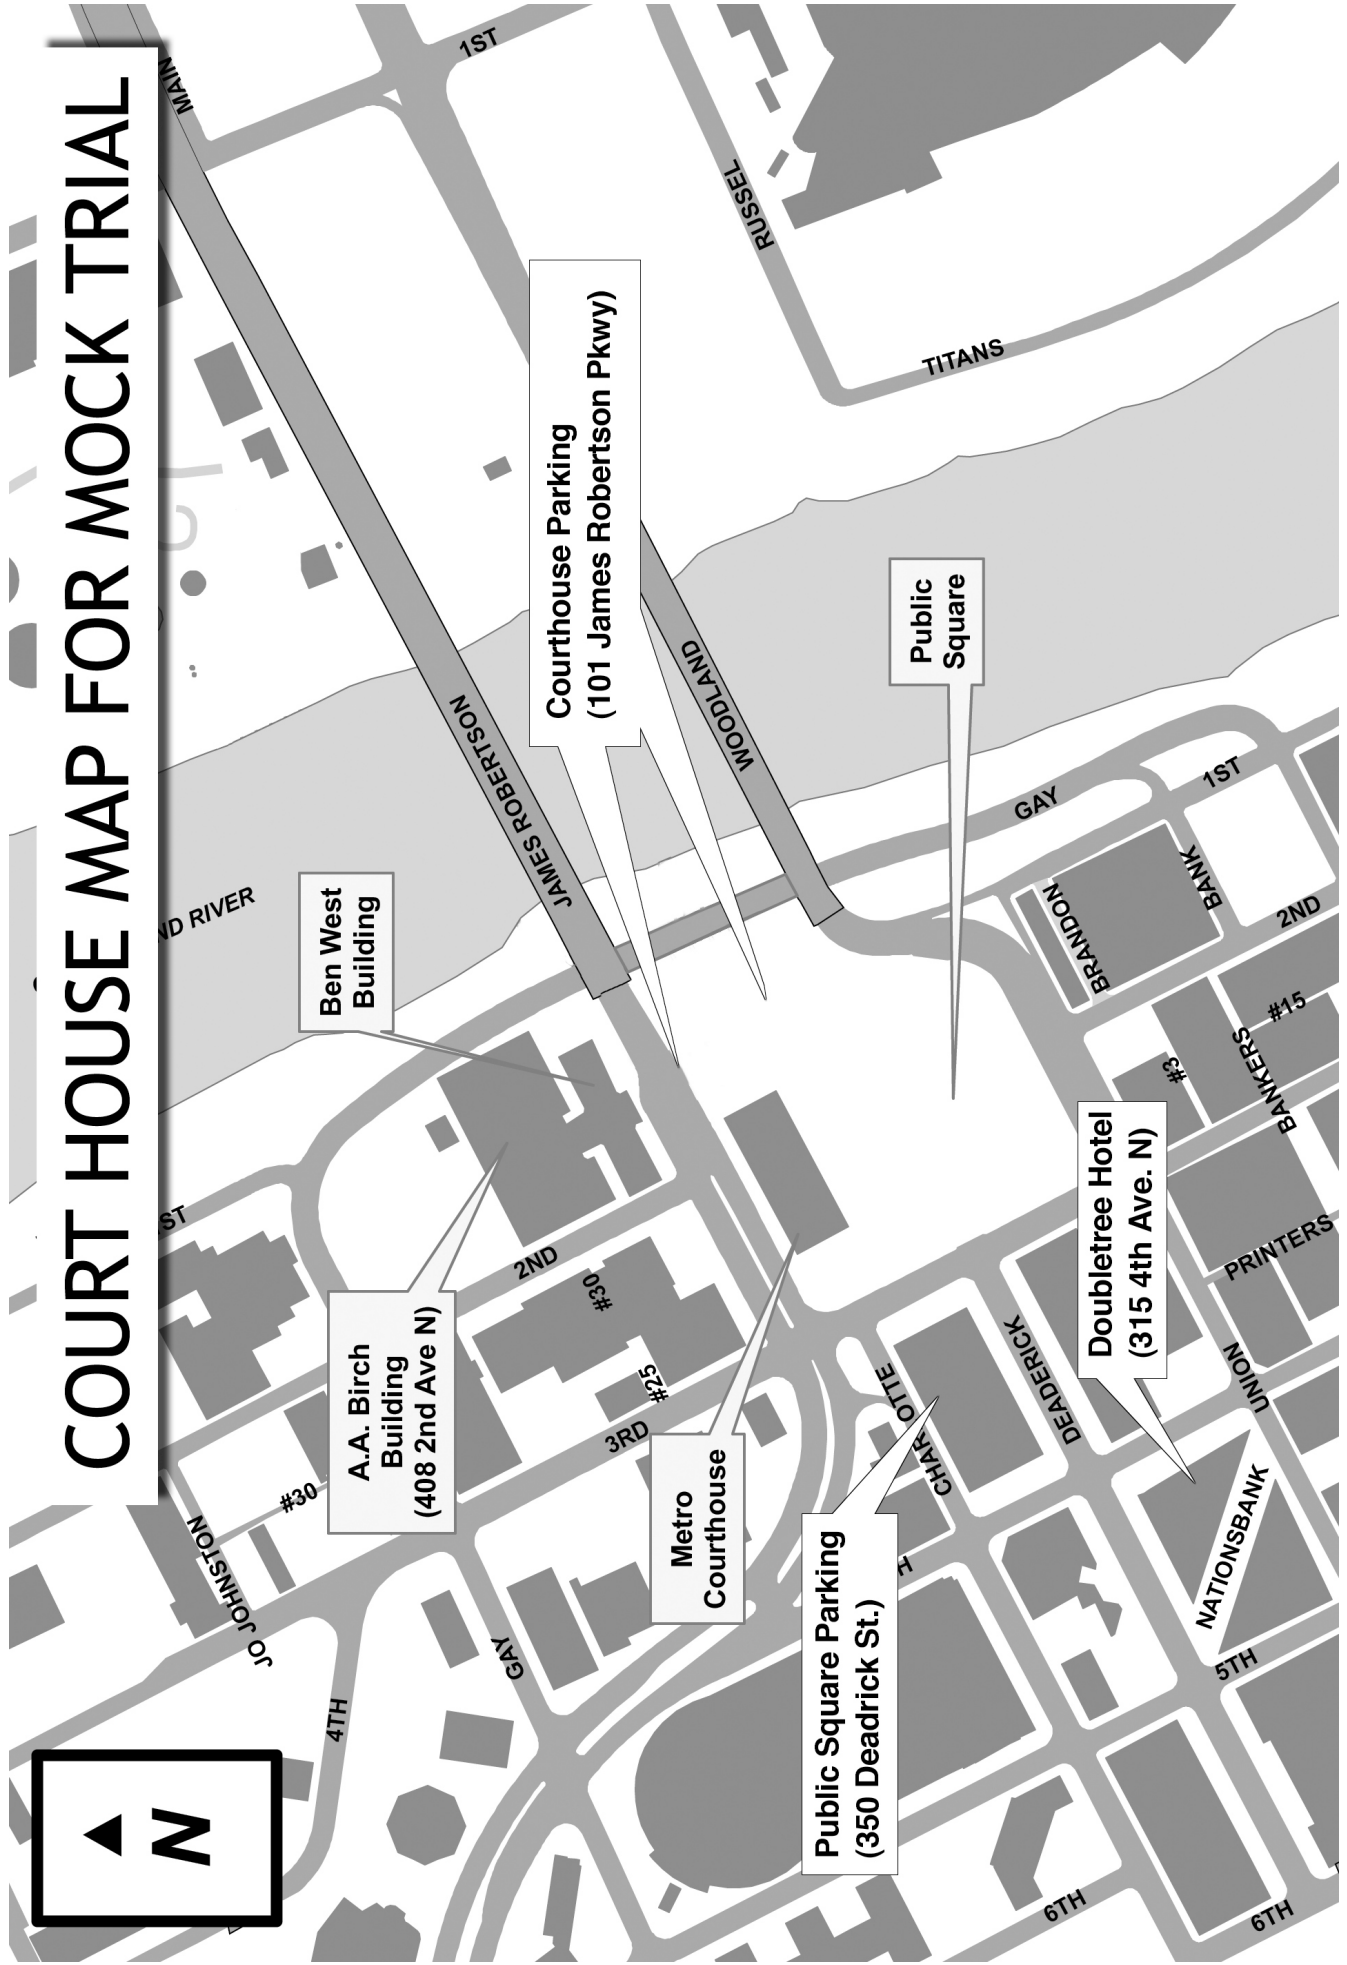 COURT HOUSE MAP FOR MOCK TRIAL
N
MAIN
1ST
RUSSEL
TITANS
Courthouse Parking
(101 James Robertson Pkwy)
JAMES ROBERTSON
WOODLAND
Public
Square
ND RIVER
Ben West
Building
GAY
1ST
BANK
BRANDON
2ND
#15
#3
BANKERS
BANKERS
ST
2ND
#30
#25
3RD
A.A. Birch
Building
(408 2nd Ave N)
Doubletree Hotel
(315 4th Ave. N)
PRINTERS
UNION
DEADERICK
CHAR OTTE
Metro
Courthouse
Public Square Parking
(350 Deadrick St.)
H
#30
JO JOHNSTON
4TH
GAY
NATIONSBANK
5TH
6TH
6TH